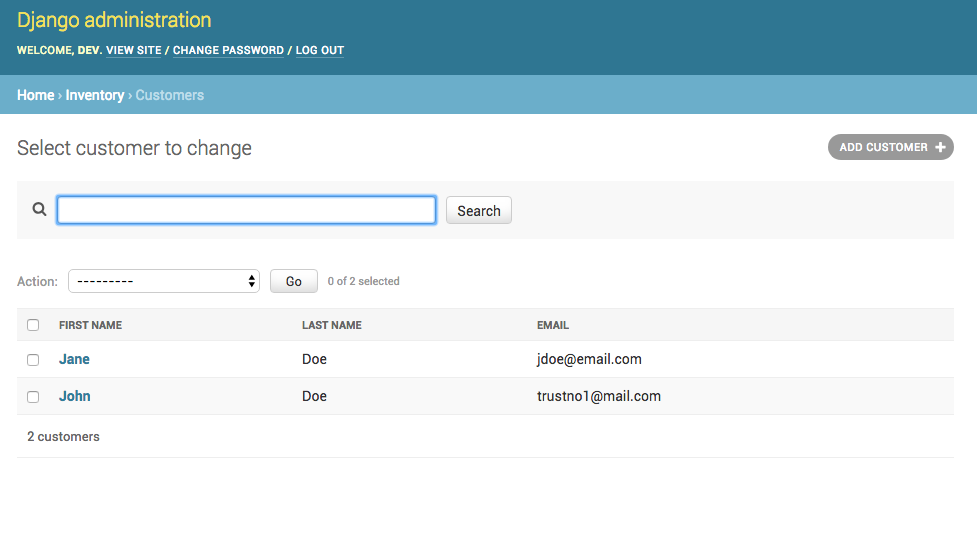 Django administration
WELCOME, DEV. VIEW SITE / CHANGE PASSWORD / LOG OUT
Home › Inventory › Customers
Select customer to change
ADD CUSTOMER +
Search
Action: --------- Go 0 of 2 selected
FIRST NAME LAST NAME EMAIL
Jane Doe jdoe@email.com
John Doe trustno1@mail.com
2 customers